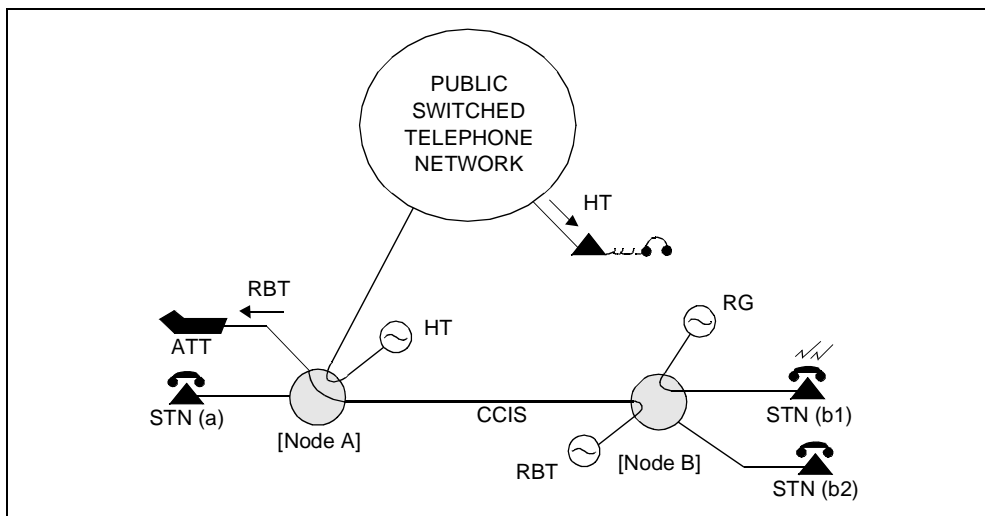 PUBLIC
SWITCHED
TELEPHONE
NETWORK
HT
RBT
HT
RG
ATT
STN (a)
[Node A]
CCIS
RBT
[Node B]
STN (b1)
STN (b2)